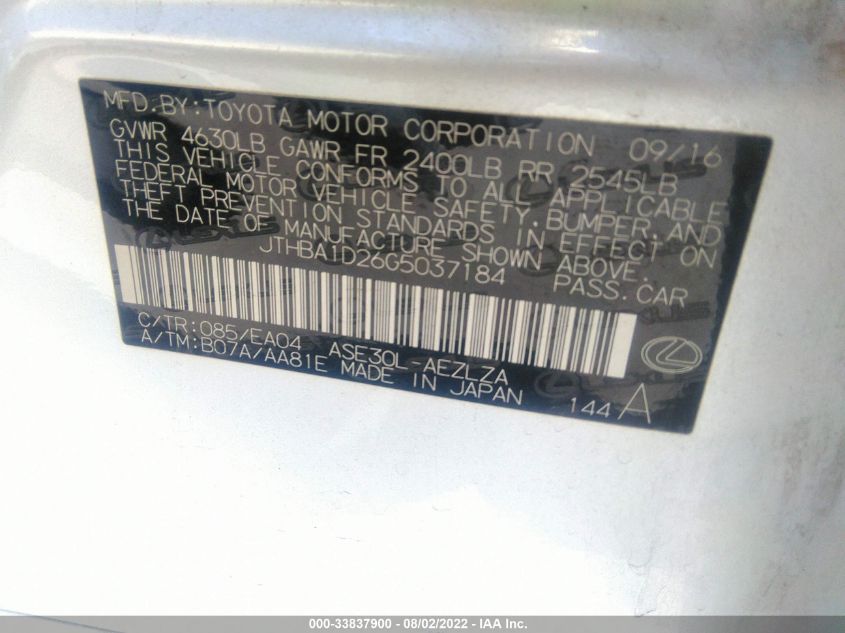 MFD.BY:TOYOTA MOTOR CORPORATION 09/16
GVWR 4630LB GAWR FR 2400LB RR 2545LB
THIS VEHICLE CONFORMS TO ALL APPLICABLE
FEDERAL MOTOR VEHICLE SAFETY,BUMPER,AND
THEFT PREVENTION STANDARDS IN EFFECT ON
THE DATE OF MANUFACTURE SHOWN ABOVE.
JTHBA1D26G5037184 PASS.CAR
C/TR:085/EA04 ASE30L-AEZLZA
A/TM:B07A/AA81E MADE IN JAPAN 144 A
000-33837900 - 08/02/2022 - IAA Inc.